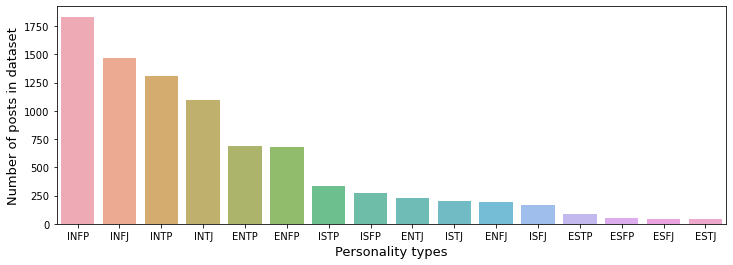 Number of posts in dataset
1750
1500
1250
1000
750
500
250
0
INFP INFJ INTP INTJ ENTP ENFP ISTP ISFP ENTJ ISTJ ENFJ ISFJ ESTP ESFP ESFJ ESTJ
Personality types